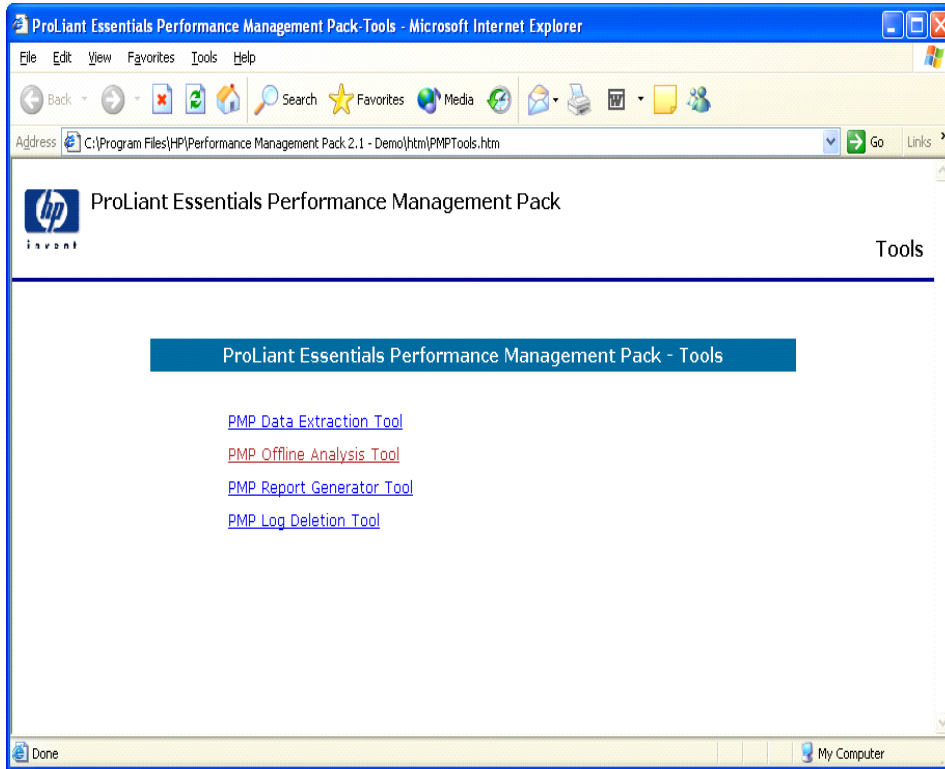 ProLiant Essentials Performance Management Pack-Tools - Microsoft Internet Explorer
File Edit View Favorites Tools Help
Back Search Favorites Media
Address C:\Program Files\HP\Performance Management Pack 2.1 - Demo\htm\PMPTools.htm Go Links »
hp
invent
ProLiant Essentials Performance Management Pack
Tools
ProLiant Essentials Performance Management Pack - Tools
PMP Data Extraction Tool
PMP Offline Analysis Tool
PMP Report Generator Tool
PMP Log Deletion Tool
Done My Computer